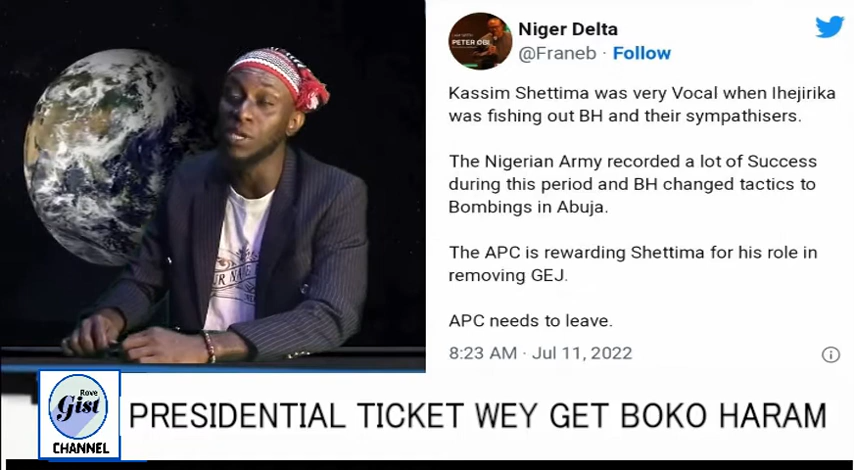 UR NAME
PETER OBI
Niger Delta
@Franeb · Follow
Kassim Shettima was very Vocal when Ihejirika
was fishing out BH and their sympathisers.
The Nigerian Army recorded a lot of Success
during this period and BH changed tactics to
Bombings in Abuja.
The APC is rewarding Shettima for his role in
removing GEJ.
APC needs to leave.
8:23 AM · Jul 11, 2022
Rove
Gist
CHANNEL
PRESIDENTIAL TICKET WEY GET BOKO HARAM